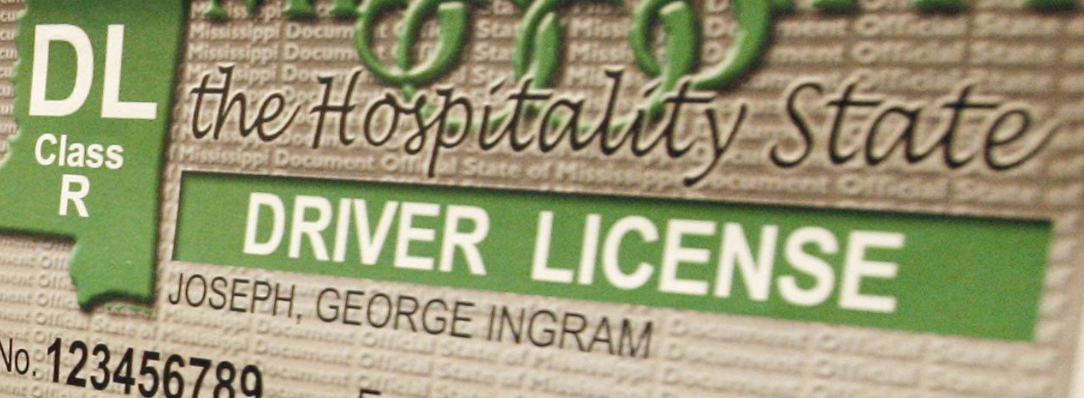 DL
Class
R
the Hospitality State
DRIVER LICENSE
JOSEPH, GEORGE INGRAM
No. 123456789